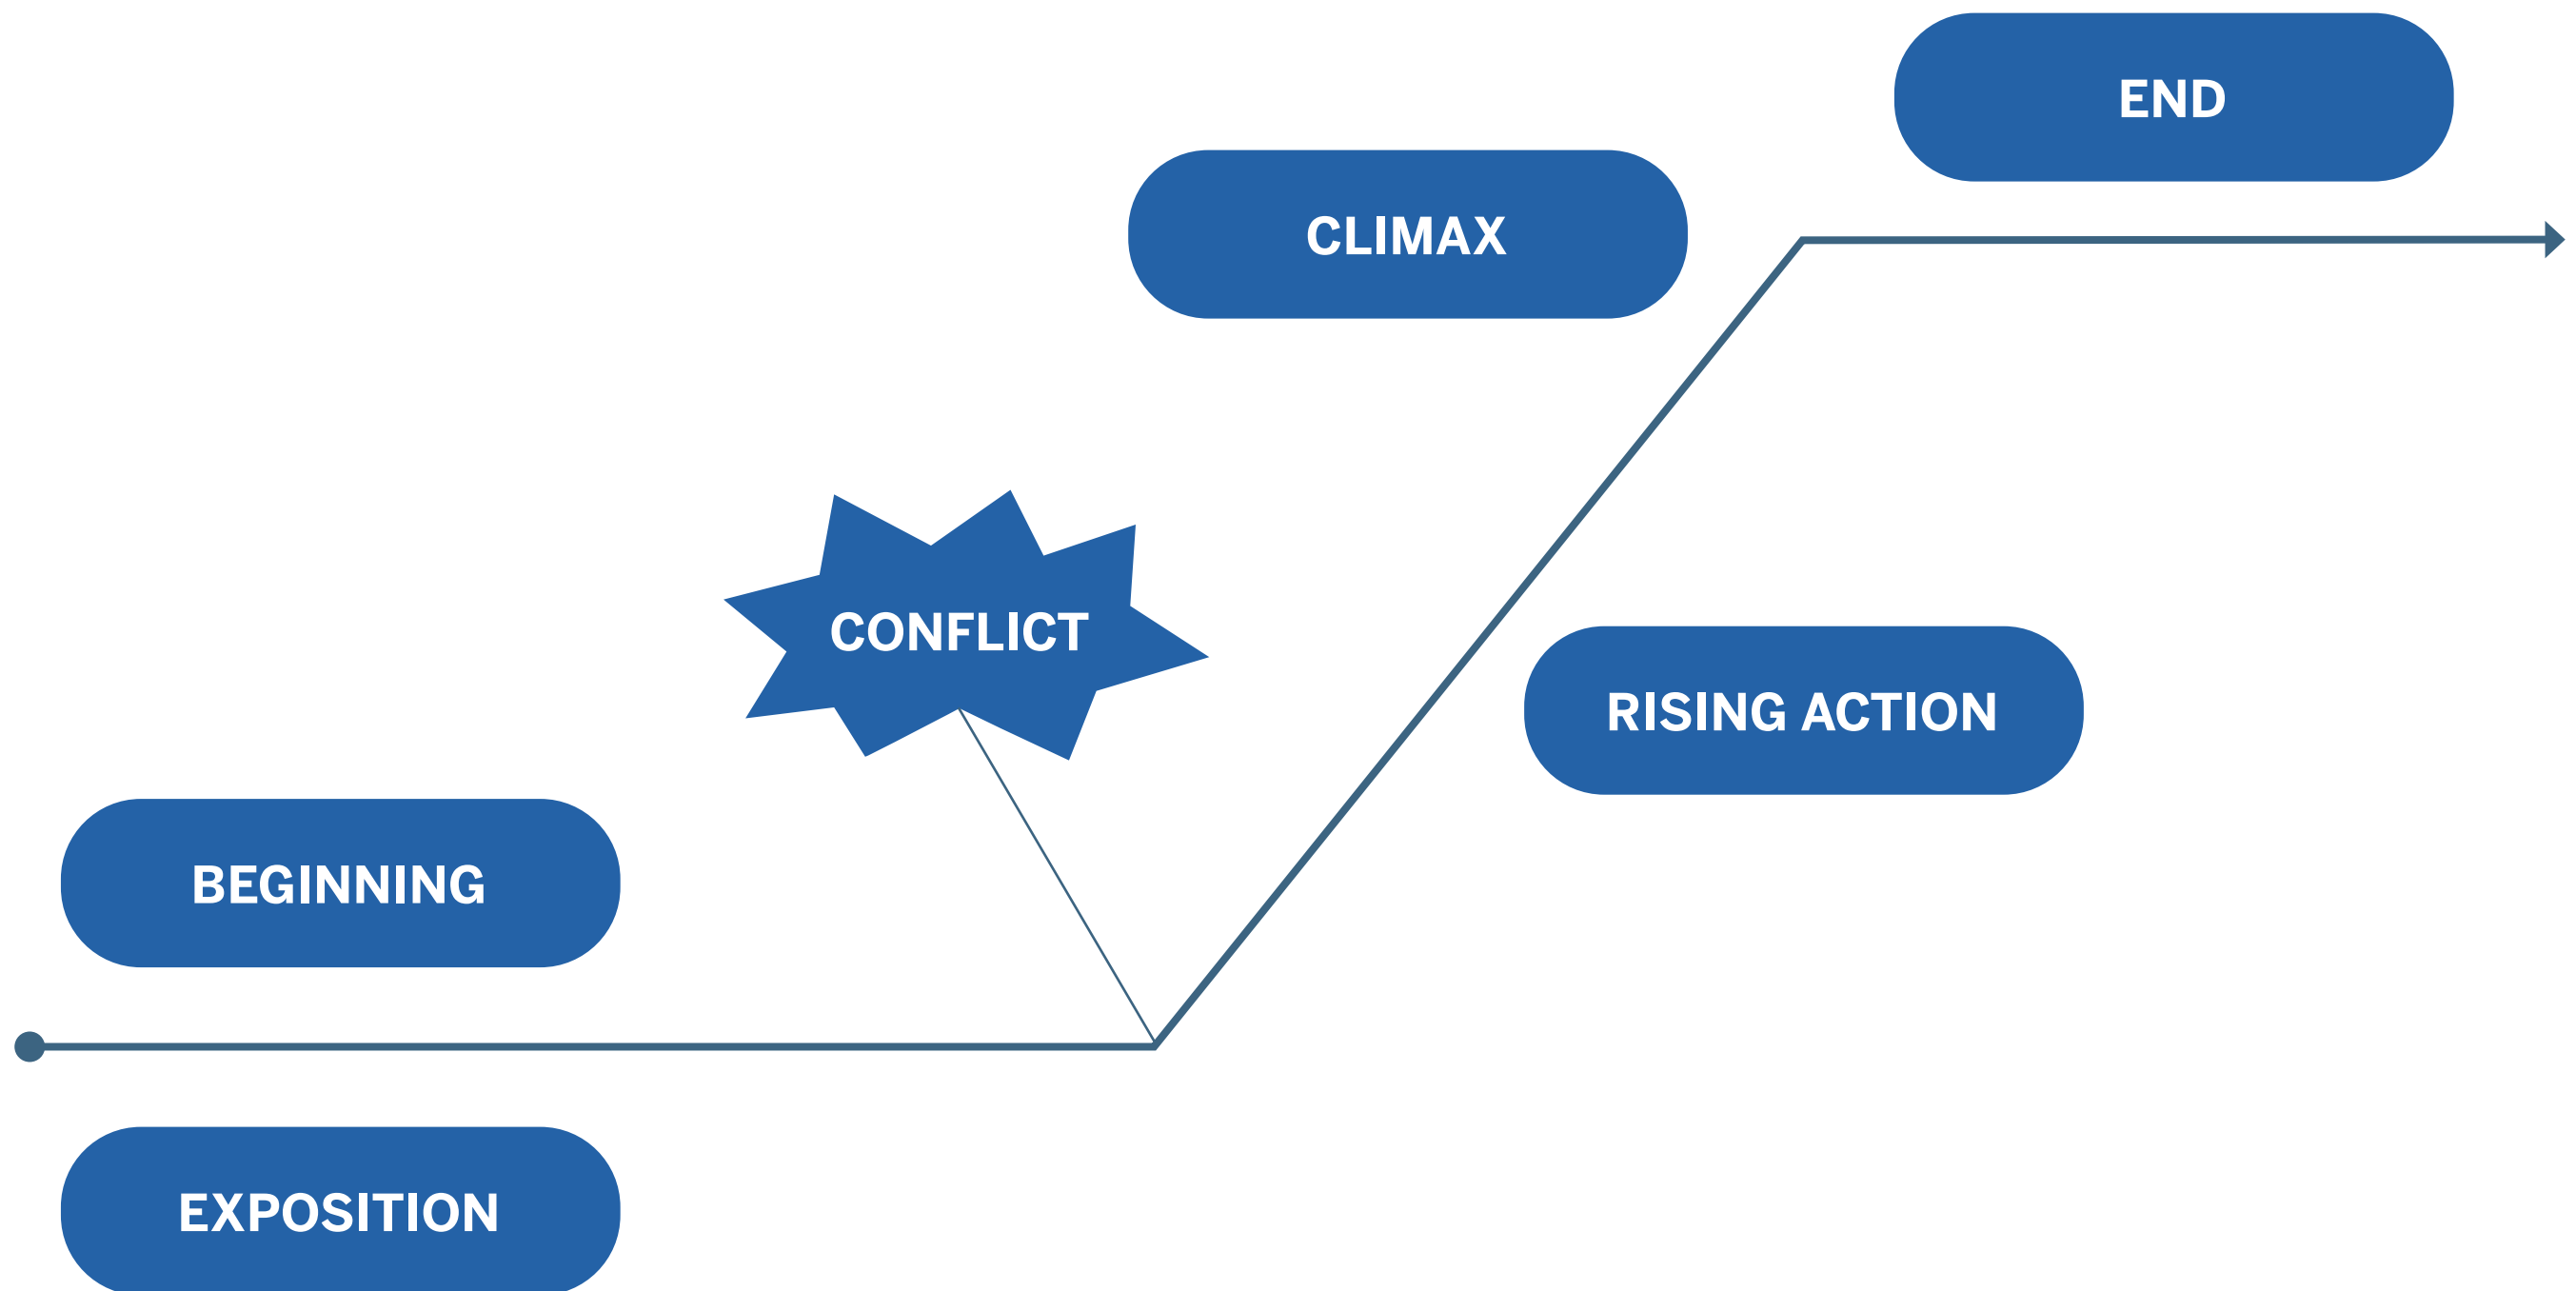 END
CLIMAX
CONFLICT
RISING ACTION
BEGINNING
EXPOSITION